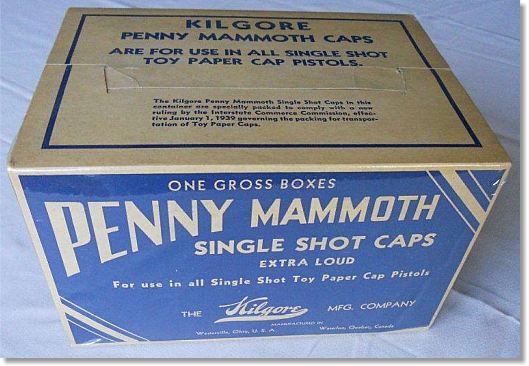 KILGORE
PENNY MAMMOTH CAPS
ARE FOR USE IN ALL SINGLE SHOT
TOY PAPER CAP PISTOLS.
The Kilgore Penny Mammoth Single Shot Caps in this
container are specially packed to comply with a new
ruling by the Interstate Commerce Commission, effec-
tive January 1, 1939 governing the packing for transpor-
tation of Toy Paper Caps.
ONE GROSS BOXES
PENNY MAMMOTH
SINGLE SHOT CAPS
EXTRA LOUD
For use in all Single Shot Toy Paper Cap Pistols
THE Kilgore MFG. COMPANY
MANUFACTURED IN
Westerville, Ohio, U.S.A. Waterloo, Quebec, Canada